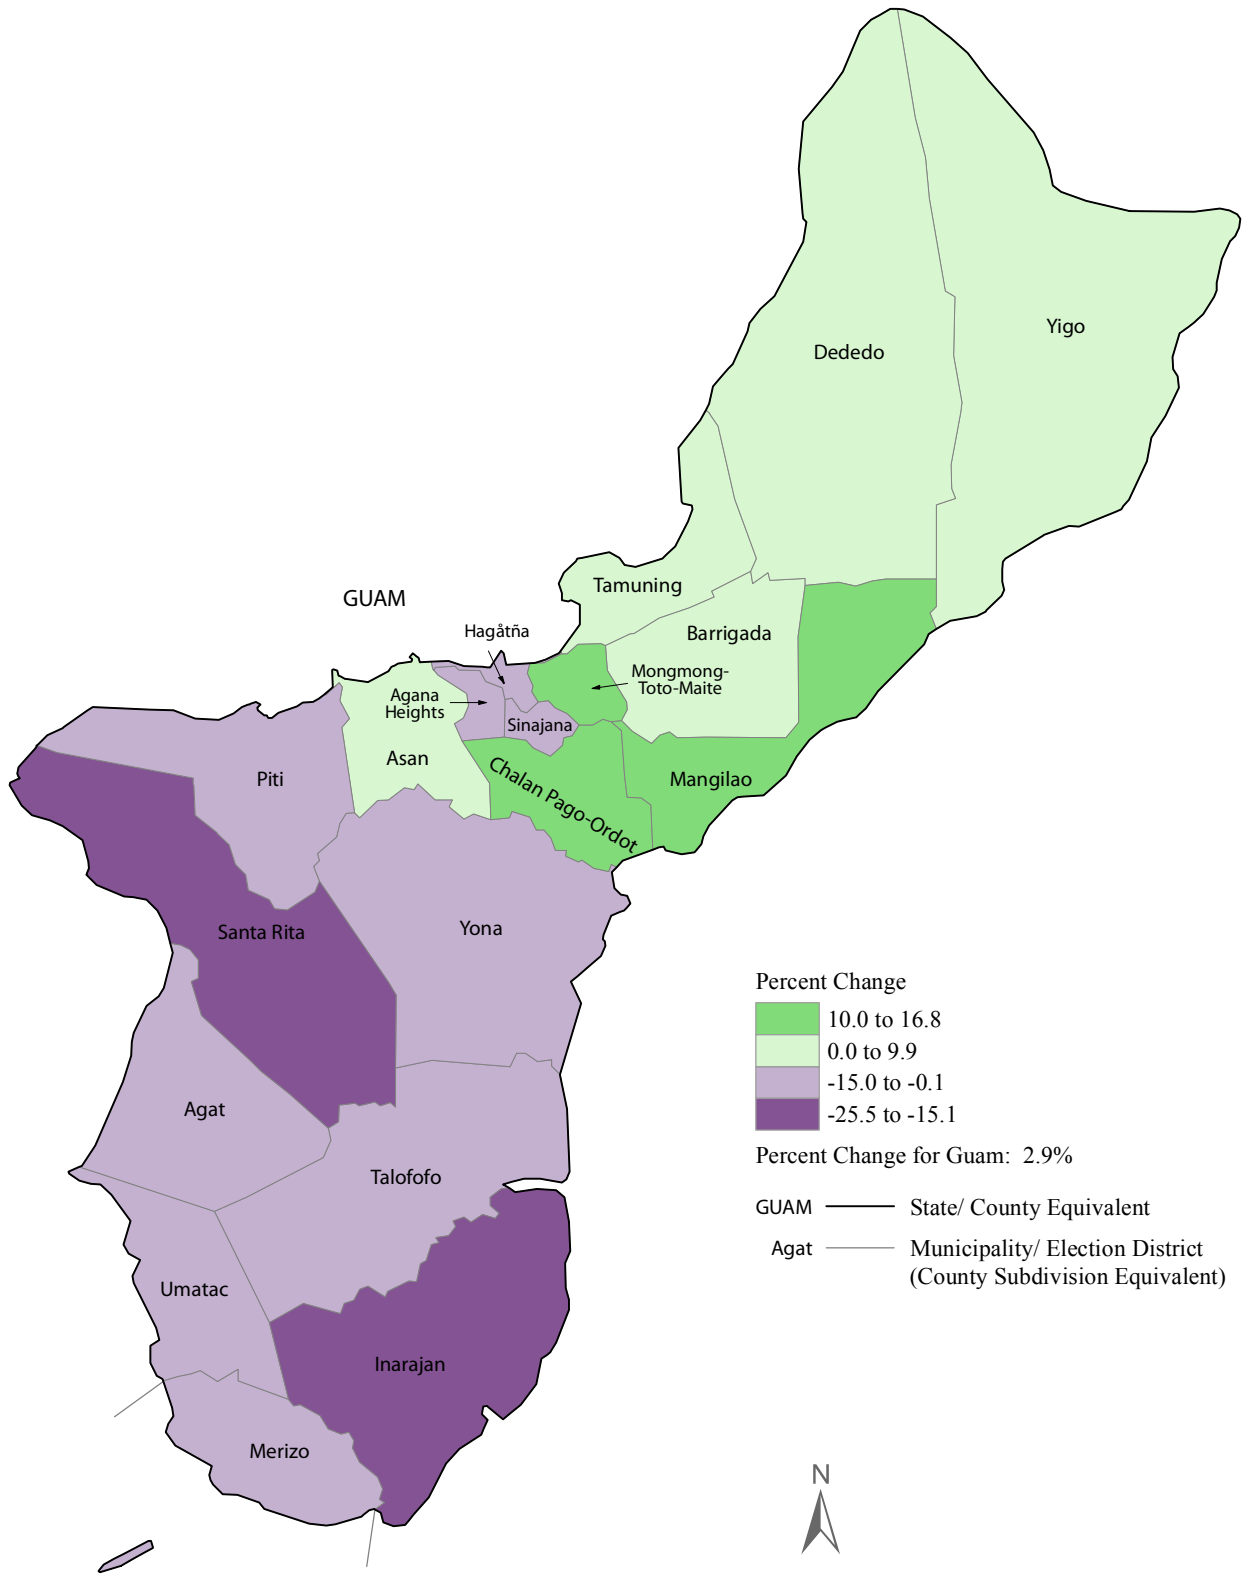 Yigo
Dededo
Tamuning
GUAM
Hagåtña
Barrigada
Mongmong-
Toto-Maite
Agana
Heights
Sinajana
Asan
Piti
Chalan Pago-Ordot
Mangilao
Santa Rita
Yona
Agat
Talofofo
Umatac
Inarajan
Merizo
Percent Change
10.0 to 16.8
0.0 to 9.9
-15.0 to -0.1
-25.5 to -15.1
Percent Change for Guam: 2.9%
GUAM State/ County Equivalent
Agat Municipality/ Election District
(County Subdivision Equivalent)
N